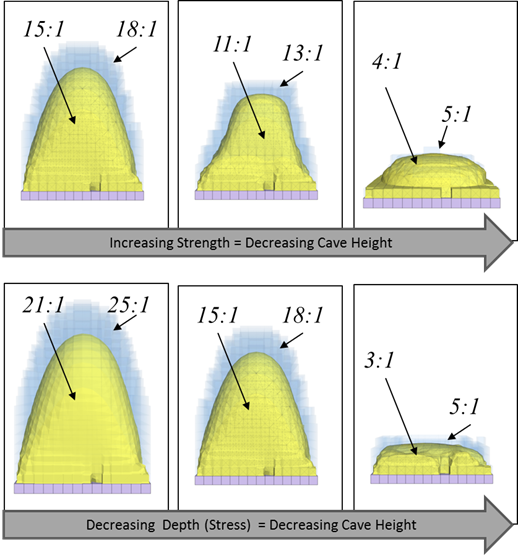 15:1 18:1 11:1 13:1 4:1 5:1
Increasing Strength = Decreasing Cave Height
21:1 25:1 15:1 18:1 3:1 5:1
Decreasing Depth (Stress) = Decreasing Cave Height